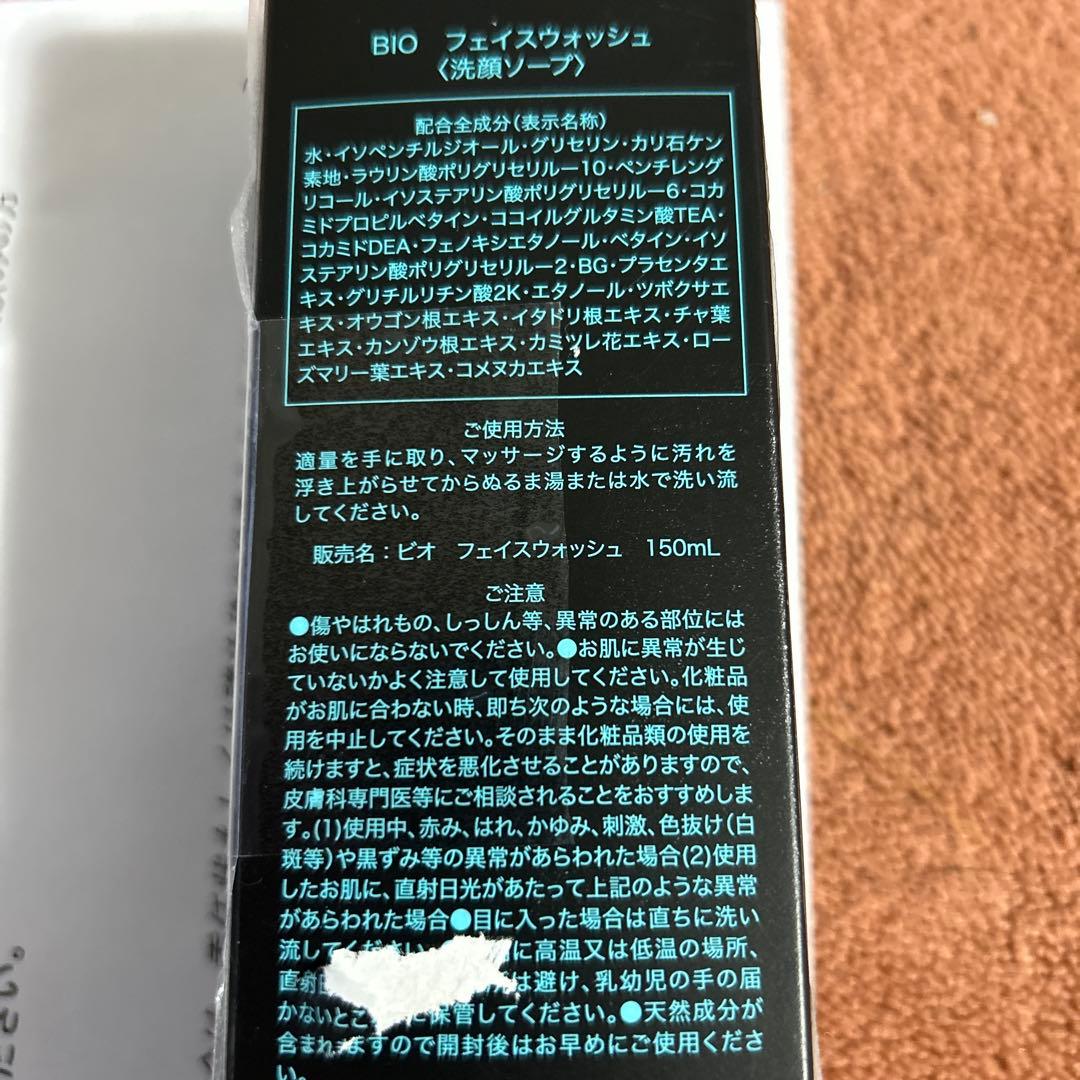 BIO フェイスウォッシュ
〈洗顔ソープ〉
配合全成分(表示名称)
水・イソペンチルジオール・グリセリン・カリ石ケン
素地・ラウリン酸ポリグリセリルー10・ペンチレング
リコール・イソステアリン酸ポリグリセリルー6・コカ
ミドプロピルベタイン・ココイルグルタミン酸TEA・
コカミドDEA・フェノキシエタノール・ベタイン・イソ
ステアリン酸ポリグリセリルー2・BG・プラセンタエ
キス・グリチルリチン酸2K・エタノール・ツボクサエ
キス・オウゴン根エキス・イタドリ根エキス・チャ葉
エキス・カンゾウ根エキス・カミツレ花エキス・ロー
ズマリー葉エキス・コメヌカエキス
ご使用方法
適量を手に取り、マッサージするように汚れを
浮き上がらせてからぬるま湯または水で洗い流
してください。
販売名：ビオ フェイスウォッシュ 150mL
ご注意
●傷やはれもの、しっしん等、異常のある部位には
お使いにならないでください。●お肌に異常が生じ
ていないかよく注意して使用してください。化粧品
がお肌に合わない時、即ち次のような場合には、使
用を中止してください。そのまま化粧品類の使用を
続けますと、症状を悪化させることがありますので、
皮膚科専門医等にご相談されることをおすすめしま
す。(1)使用中、赤み、はれ、かゆみ、刺激、色抜け(白
斑等)や黒ずみ等の異常があらわれた場合(2)使用
したお肌に、直射日光があたって上記のような異常
があらわれた場合●目に入った場合は直ちに洗い
流してください に高温又は低温の場所、
直射 は避け、乳幼児の手の届
かないとこ 保管してください。●天然成分が
含まれ ますので開封後はお早めにご使用くださ
い。